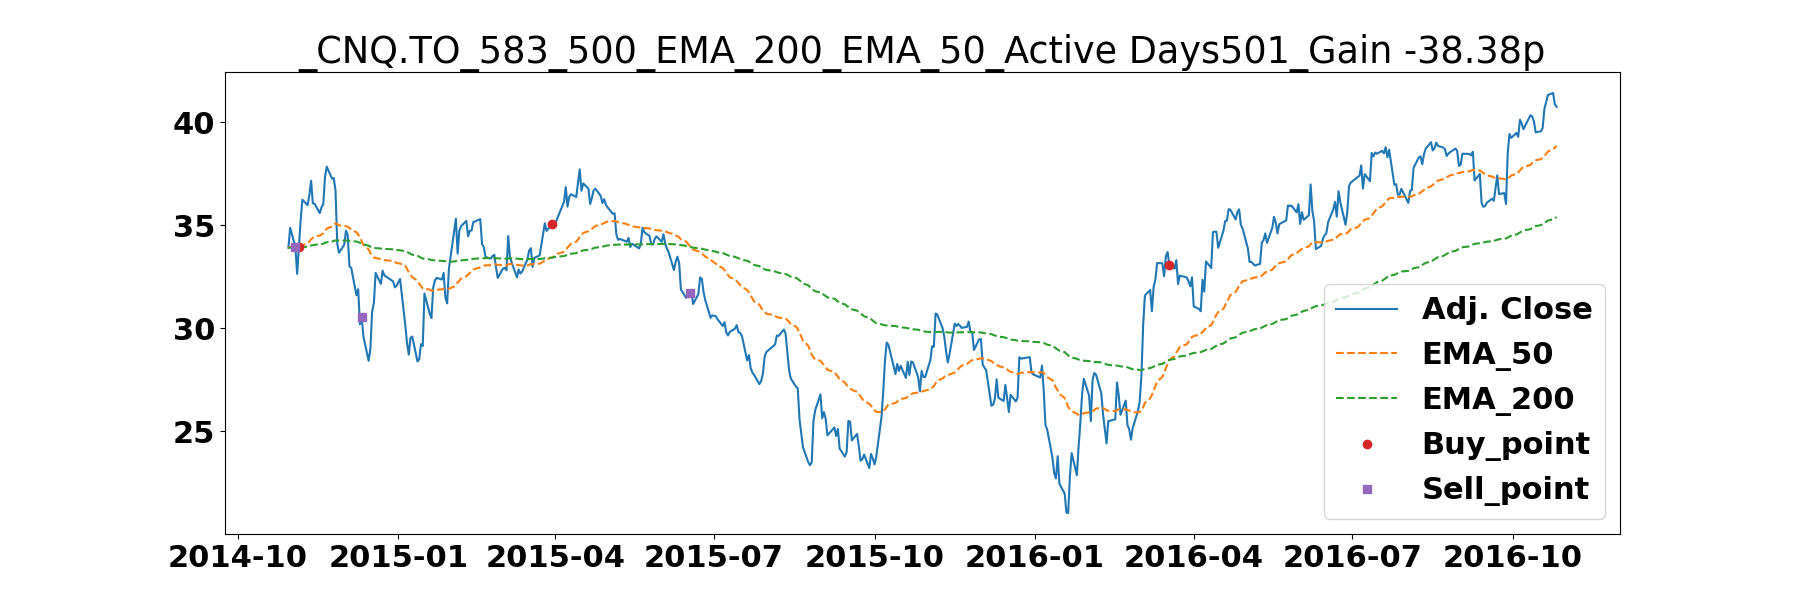 _CNQ.TO_583_500_EMA_200_EMA_50_Active Days501_Gain -38.38p
40
35
30
25
2014-10 2015-01 2015-04 2015-07 2015-10 2016-01 2016-04 2016-07 2016-10
Adj. Close
EMA_50
EMA_200
Buy_point
Sell_point